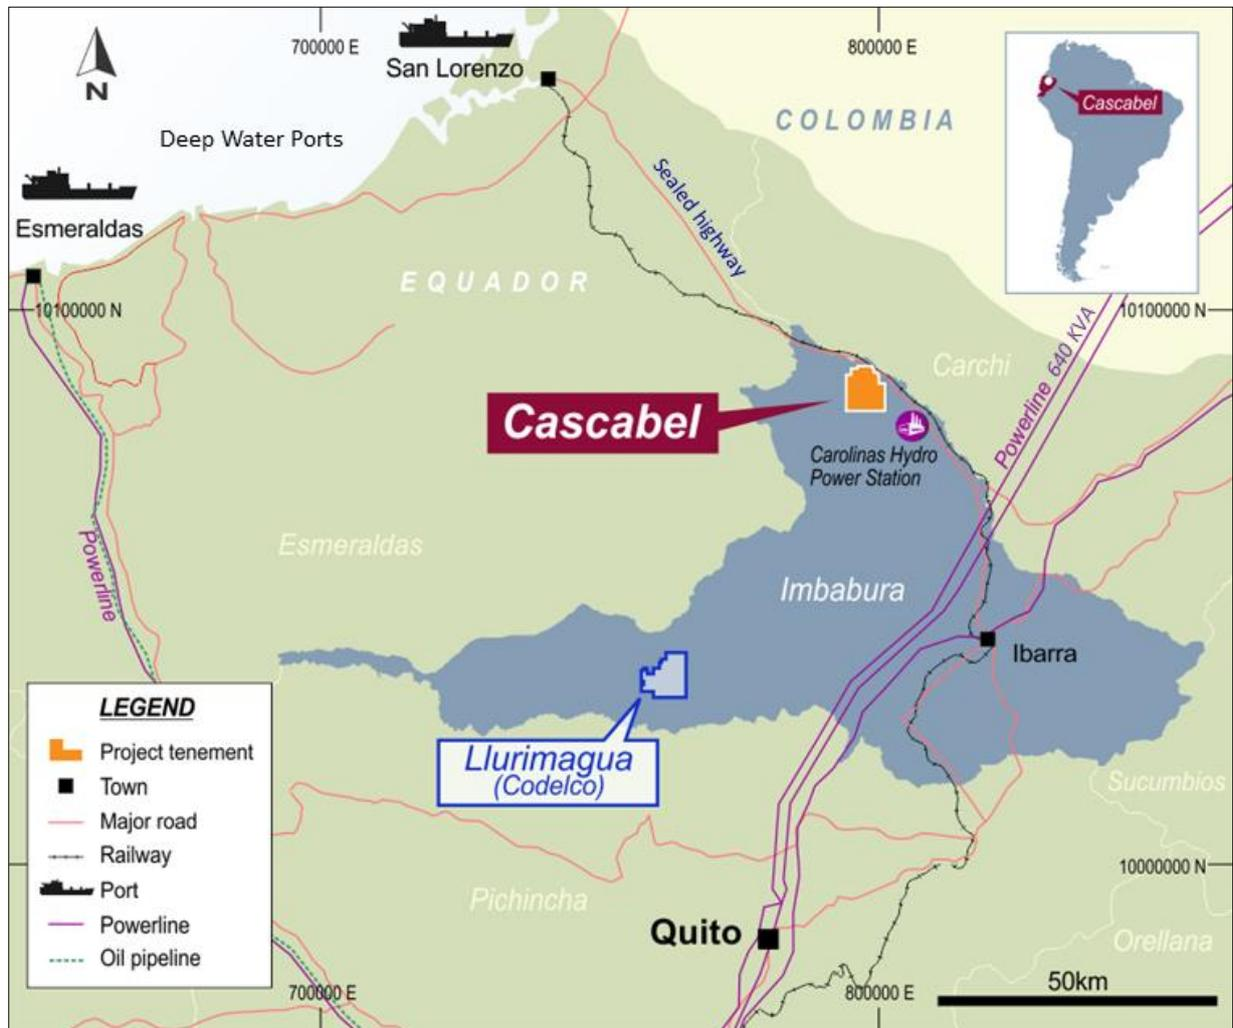 700000 E
800000 E
San Lorenzo
N
COLOMBIA
Cascabel
Deep Water Ports
Sealed highway
Esmeraldas
EQUADOR
10100000 N
10100000 N
Powerline 640 KVA
Carchi
Cascabel
Carolinas Hydro
Power Station
Esmeraldas
Powerline
Imbabura
Ibarra
LEGEND
Project tenement
Town
Major road
Railway
Port
Powerline
Oil pipeline
Llurimagua
(Codelco)
Sucumbios
10000000 N
Pichincha
Quito
Orellana
50km
700000 E
800000 E